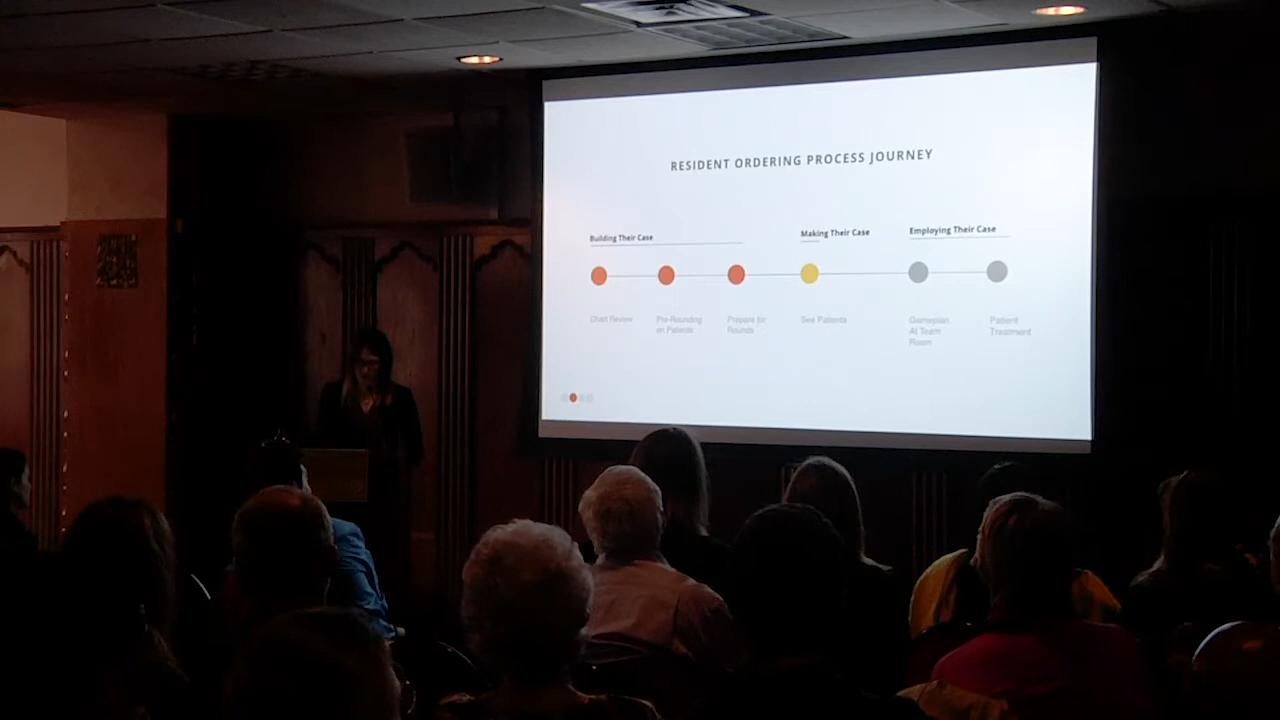 RESIDENT ORDERING PROCESS JOURNEY
Building Their Case
Making Their Case
Employing Their Case
Chart Review
Pre-Rounding
on Patients
Prepare for
Rounds
See Patients
Gameplan
At Team
Room
Patient
Treatment